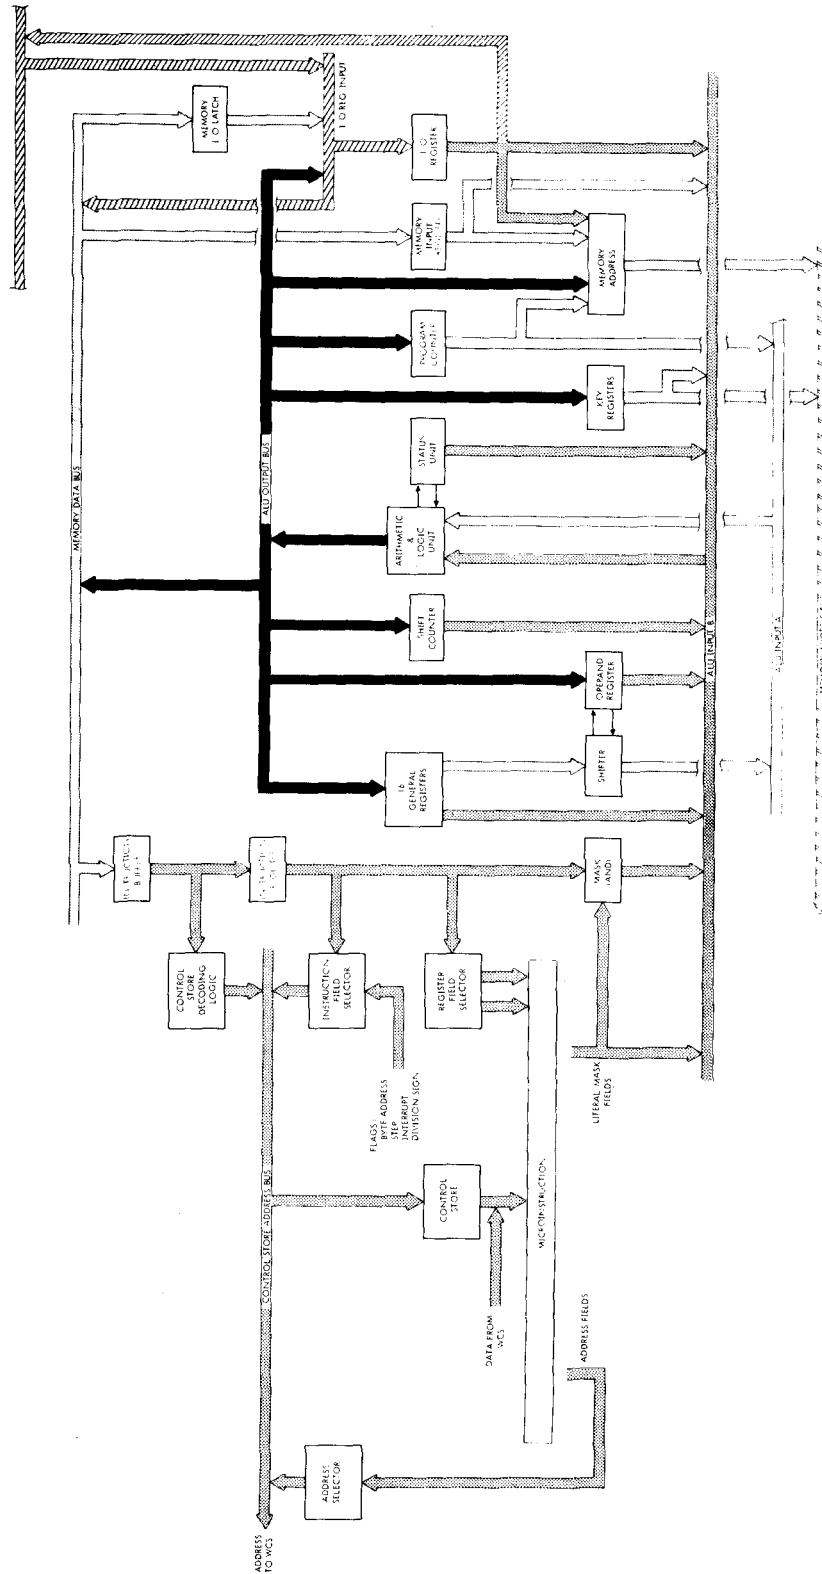 MEMORY DATA BUS
MEMORY
I O LATCH
I O REG INPUT
ALU OUTPUT BUS
I O
REGISTER
MEMORY
INPUT
PROGRAM
COUNTER
MEMORY
ADDRESS
KEY
REGISTERS
STATUS
UNIT
ARITHMETIC
&
LOGIC
UNIT
SHIFT
COUNTER
OPERAND
REGISTER
SHIFTER
16
GENERAL
REGISTERS
ALU INPUT B
ALU INPUT A
MASK
CONTROL
STORE
DECODING
LOGIC
INSTRUCTION
FIELD
SELECTOR
REGISTER
FIELD
SELECTOR
FLAGS:
BYTE ADDRESS
STEP
INTERRUPT
DIVISION SIGN
LITERAL MASK
FIELDS
CONTROL STORE ADDRESS BUS
CONTROL
STORE
MICROINSTRUCTION
DATA FROM
WCS
ADDRESS FIELDS
ADDRESS
SELECTOR
ADDRESS
TO WCS